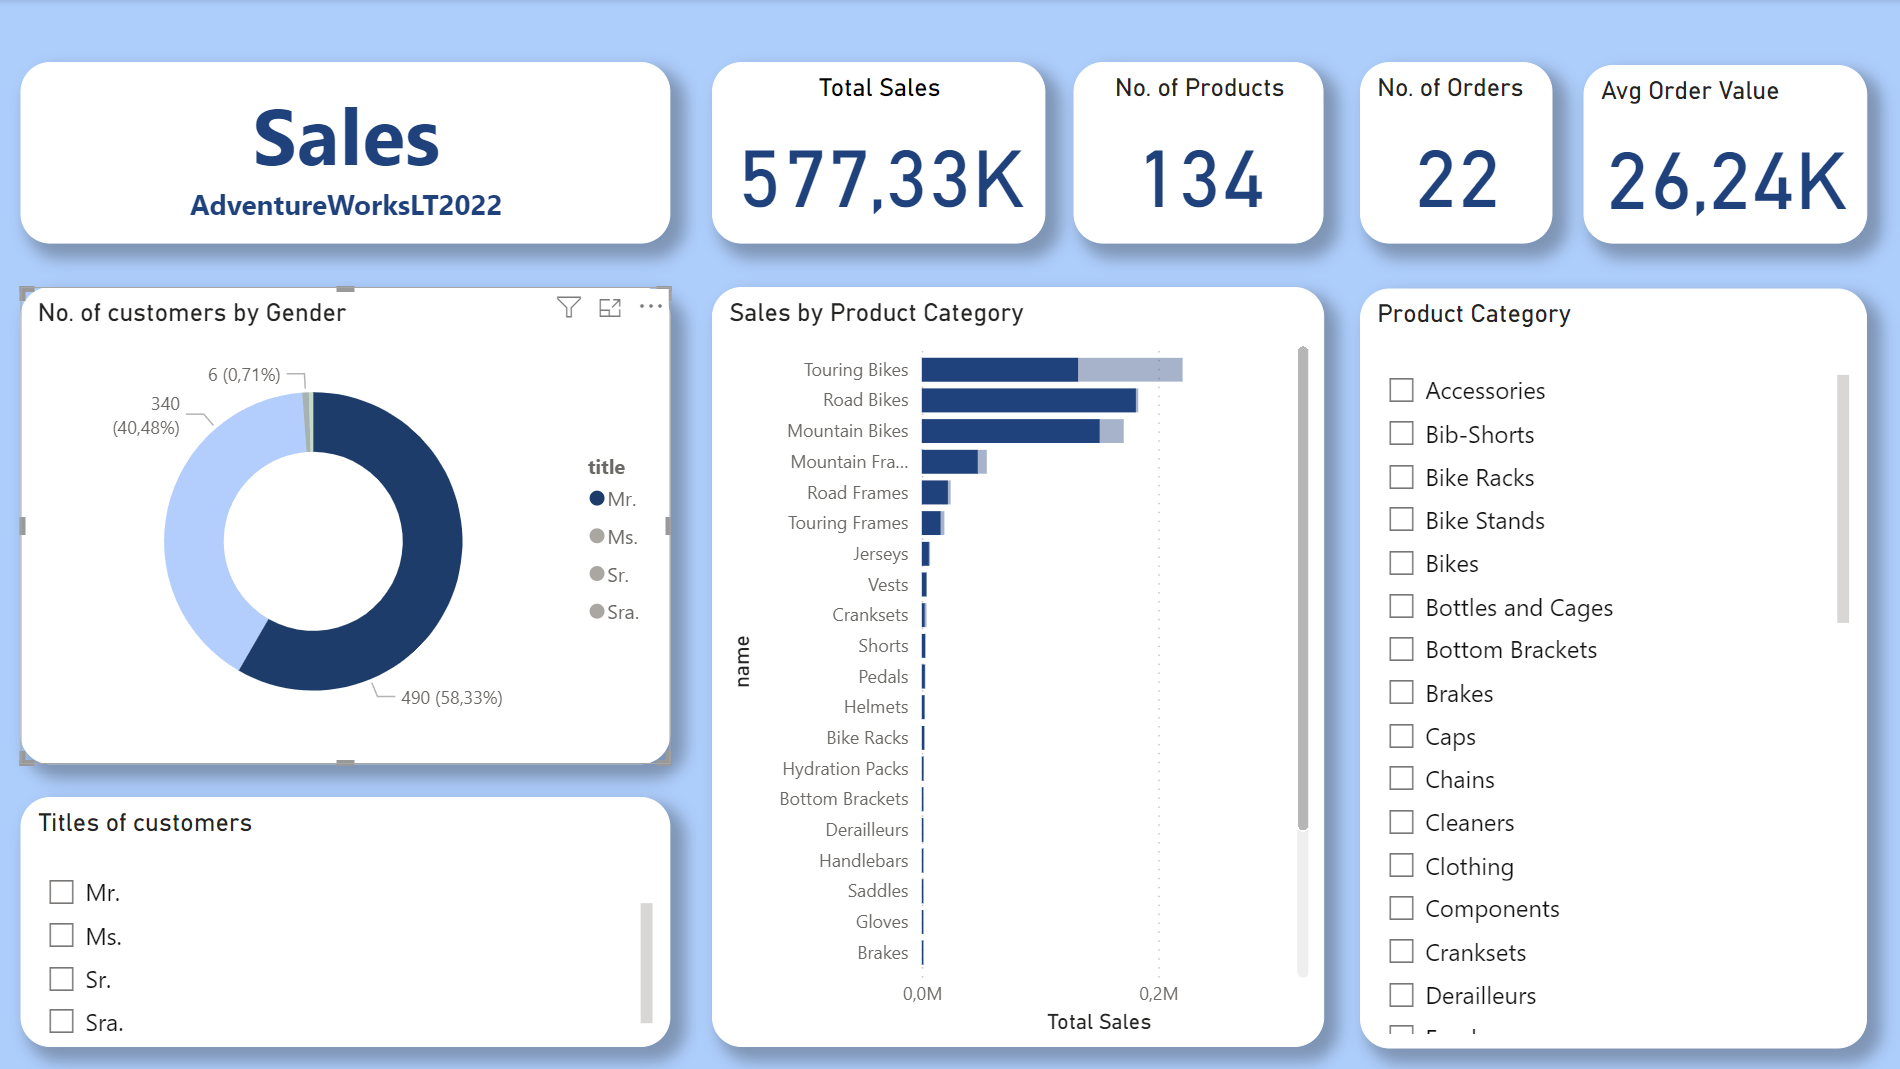 Sales
AdventureWorksLT2022
Total Sales
577,33K
No. of Products
134
No. of Orders
22
Avg Order Value
26,24K
No. of customers by Gender
6 (0,71%)
340
(40,48%)
490 (58,33%)
title
Mr.
Ms.
Sr.
Sra.
Titles of customers
Mr.
Ms.
Sr.
Sra.
Sales by Product Category
name
Touring Bikes
Road Bikes
Mountain Bikes
Mountain Fra...
Road Frames
Touring Frames
Jerseys
Vests
Cranksets
Shorts
Pedals
Helmets
Bike Racks
Hydration Packs
Bottom Brackets
Derailleurs
Handlebars
Saddles
Gloves
Brakes
0,0M
0,2M
Total Sales
Product Category
Accessories
Bib-Shorts
Bike Racks
Bike Stands
Bikes
Bottles and Cages
Bottom Brackets
Brakes
Caps
Chains
Cleaners
Clothing
Components
Cranksets
Derailleurs